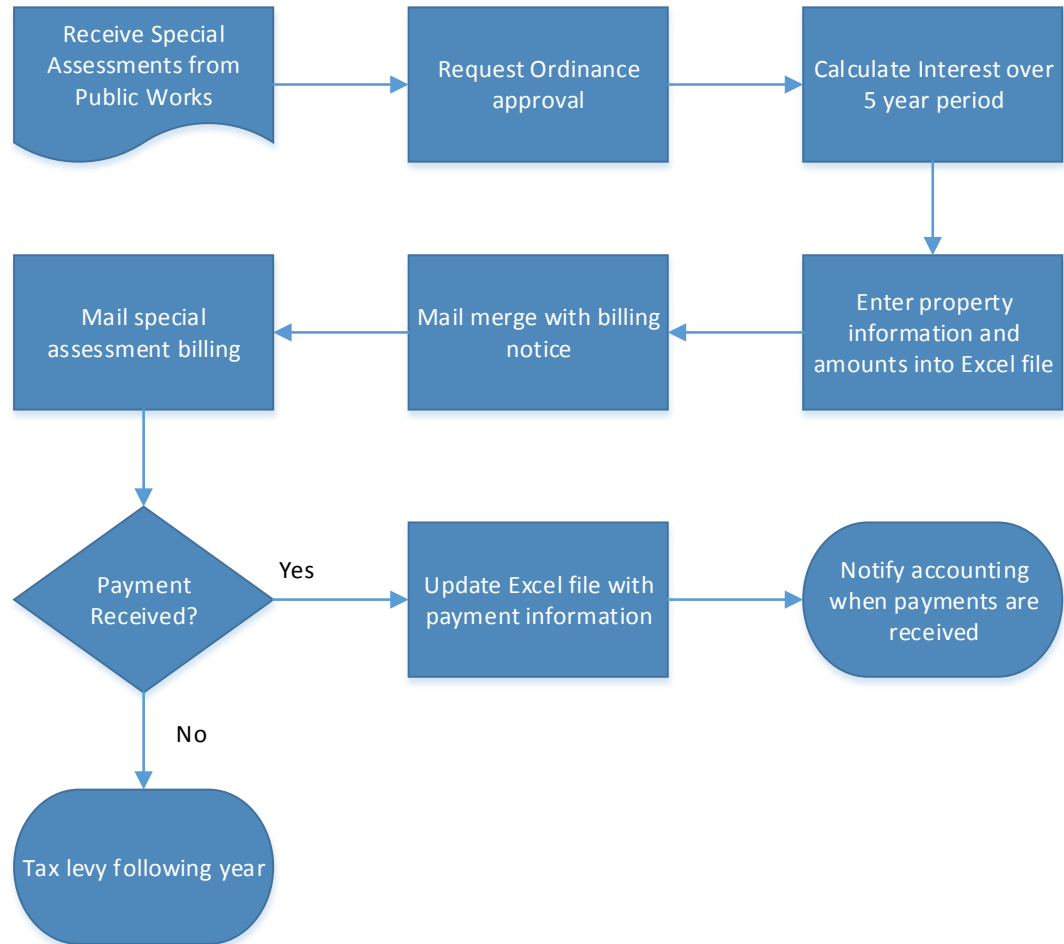 Receive Special
Assessments from
Public Works
Request Ordinance
approval
Calculate Interest over
5 year period
Enter property
information and
amounts into Excel file
Mail merge with billing
notice
Mail special
assessment billing
Payment
Received?
Yes
Update Excel file with
payment information
Notify accounting
when payments are
received
No
Tax levy following year